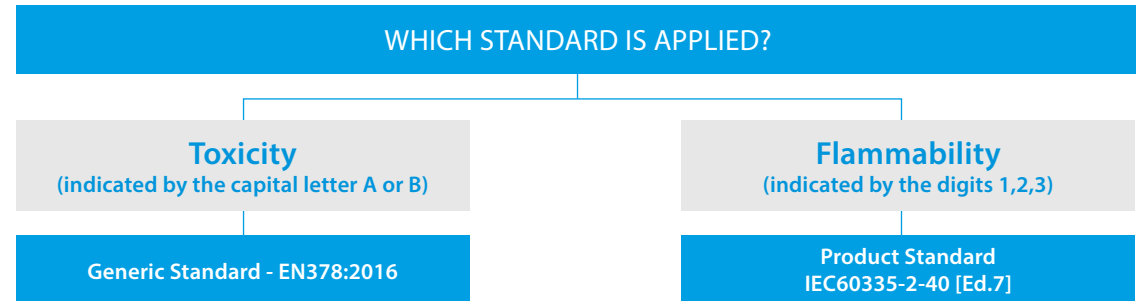 WHICH STANDARD IS APPLIED?
Toxicity
(indicated by the capital letter A or B)
Generic Standard - EN378:2016
Flammability
(indicated by the digits 1,2,3)
Product Standard
IEC60335-2-40 [Ed.7]